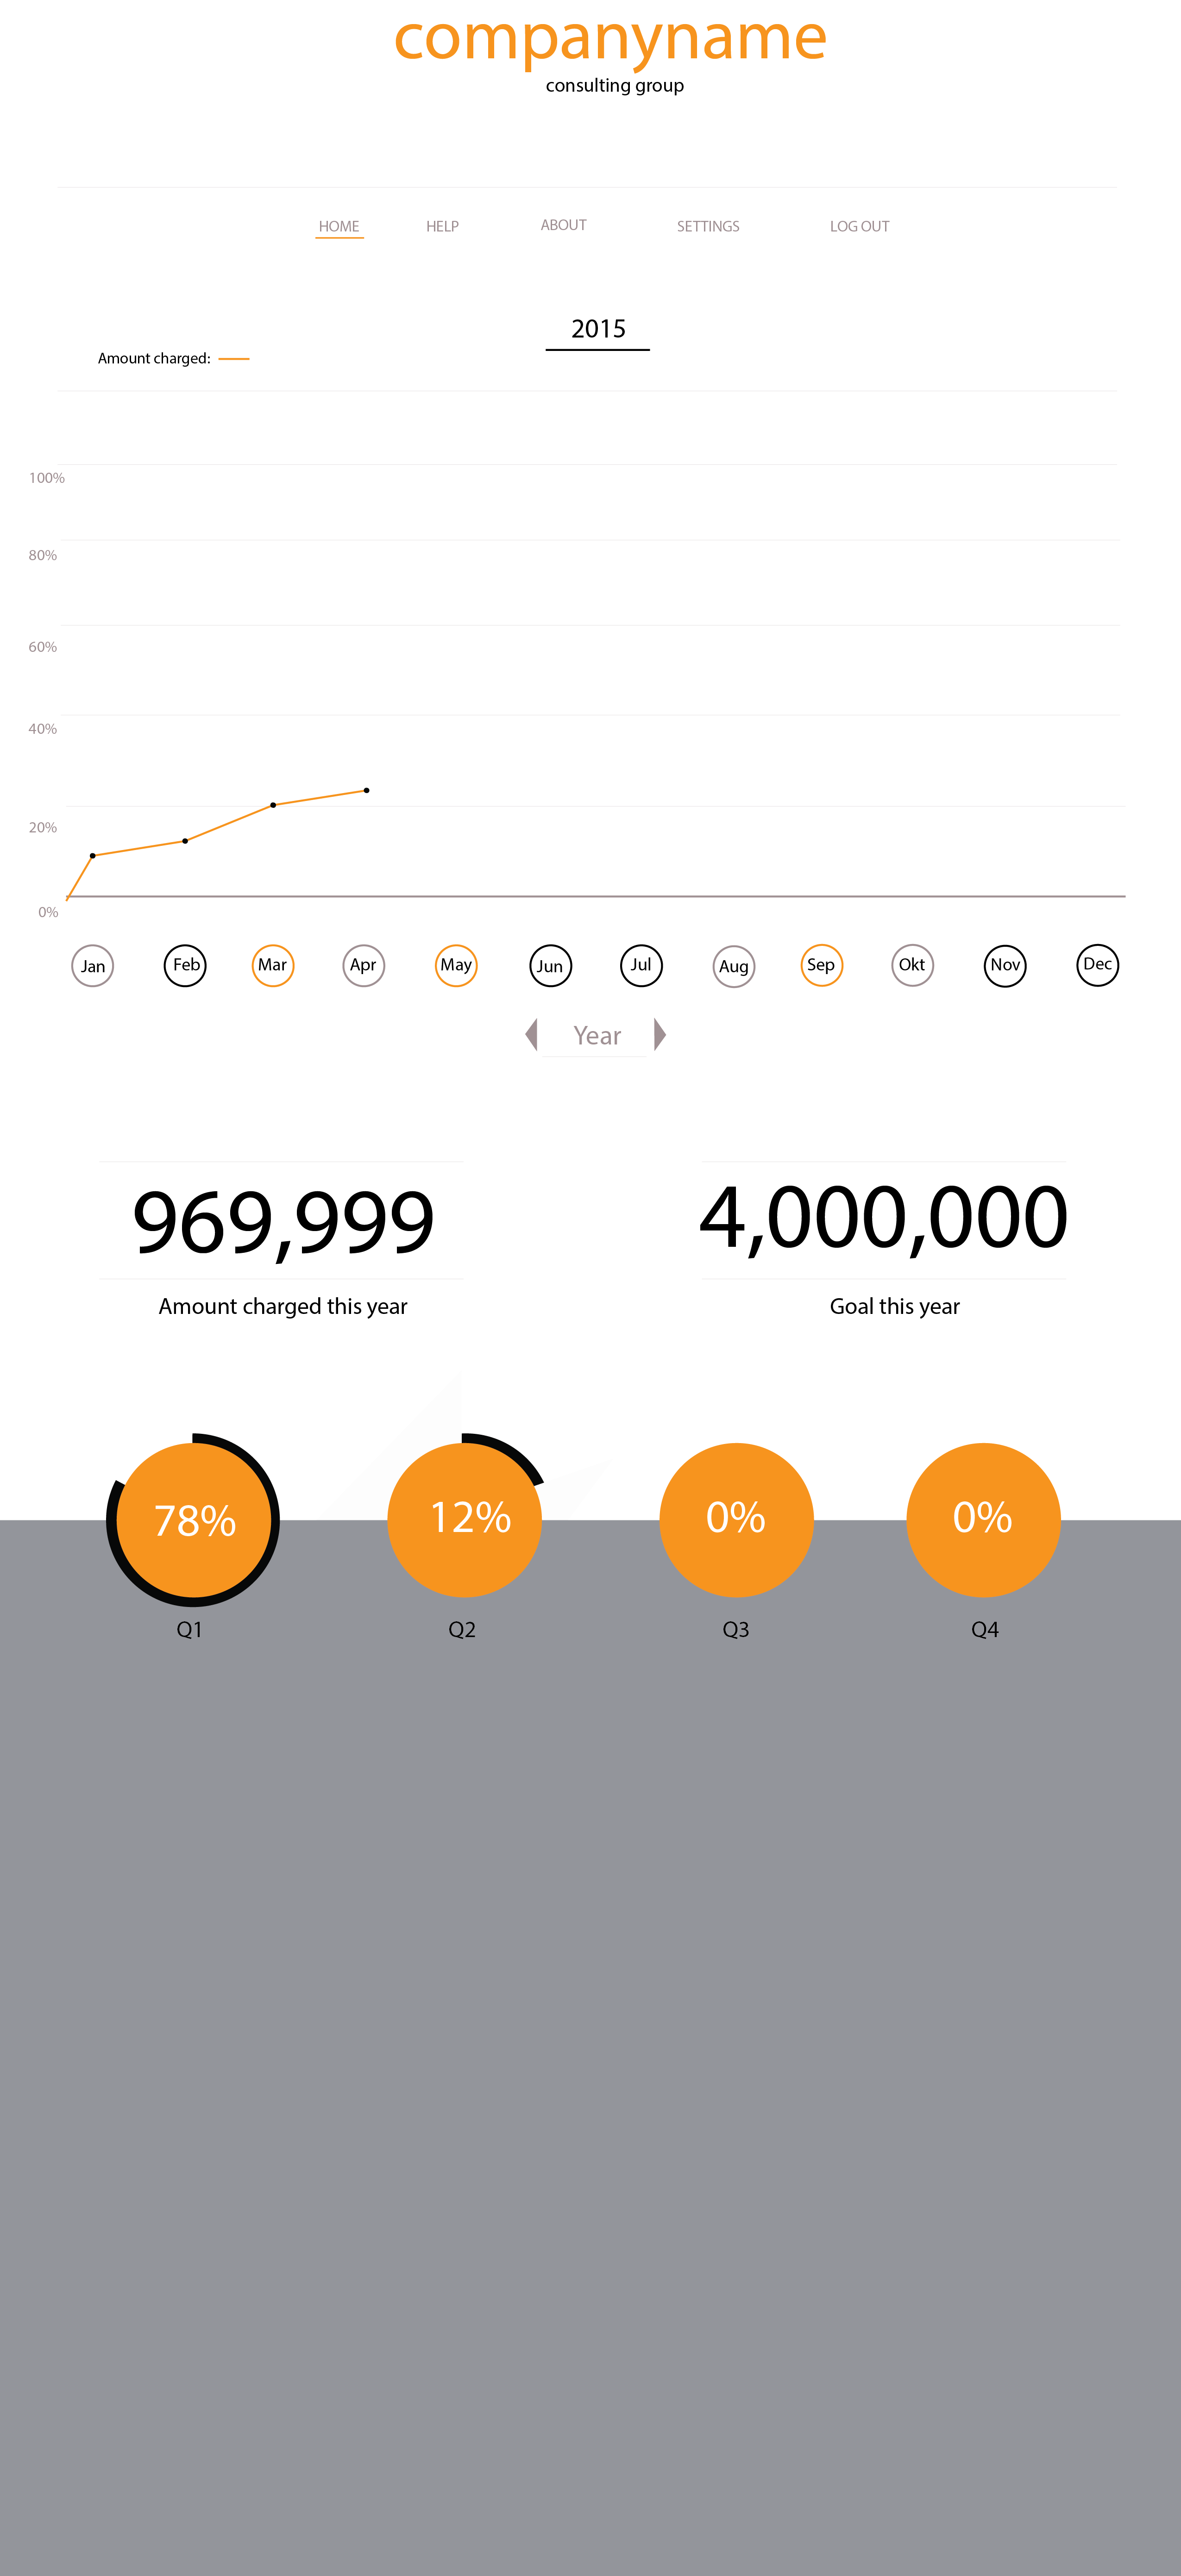 companyname
consulting group
HOME HELP ABOUT SETTINGS LOG OUT
2015
Amount charged:
100%
80%
60%
40%
20%
0%
Jan Feb Mar Apr May Jun Jul Aug Sep Okt Nov Dec
Year
969,999 4,000,000
Amount charged this year Goal this year
78% 12% 0% 0%
Q1 Q2 Q3 Q4